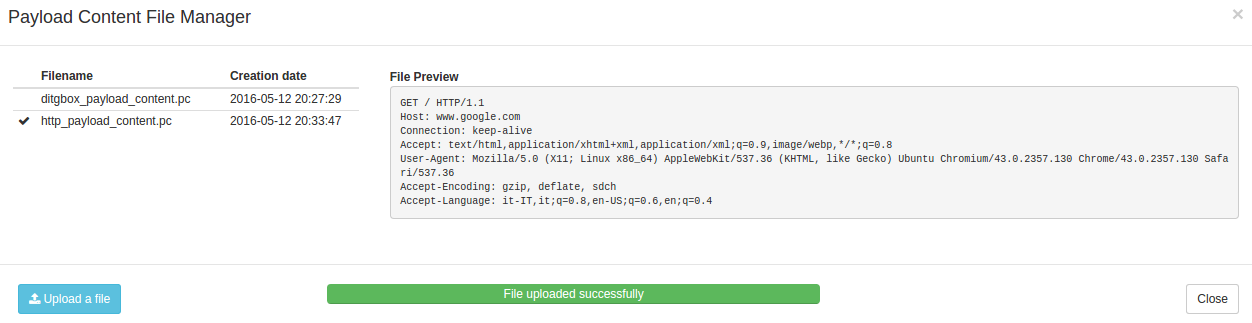 Payload Content File Manager
×
Filename Creation date
ditgbox_payload_content.pc 2016-05-12 20:27:29
http_payload_content.pc 2016-05-12 20:33:47
File Preview
GET / HTTP/1.1
Host: www.google.com
Connection: keep-alive
Accept: text/html,application/xhtml+xml,application/xml;q=0.9,image/webp,*/*;q=0.8
User-Agent: Mozilla/5.0 (X11; Linux x86_64) AppleWebKit/537.36 (KHTML, like Gecko) Ubuntu Chromium/43.0.2357.130 Chrome/43.0.2357.130 Safa
ri/537.36
Accept-Encoding: gzip, deflate, sdch
Accept-Language: it-IT,it;q=0.8,en-US;q=0.6,en;q=0.4
Upload a file
File uploaded successfully
Close